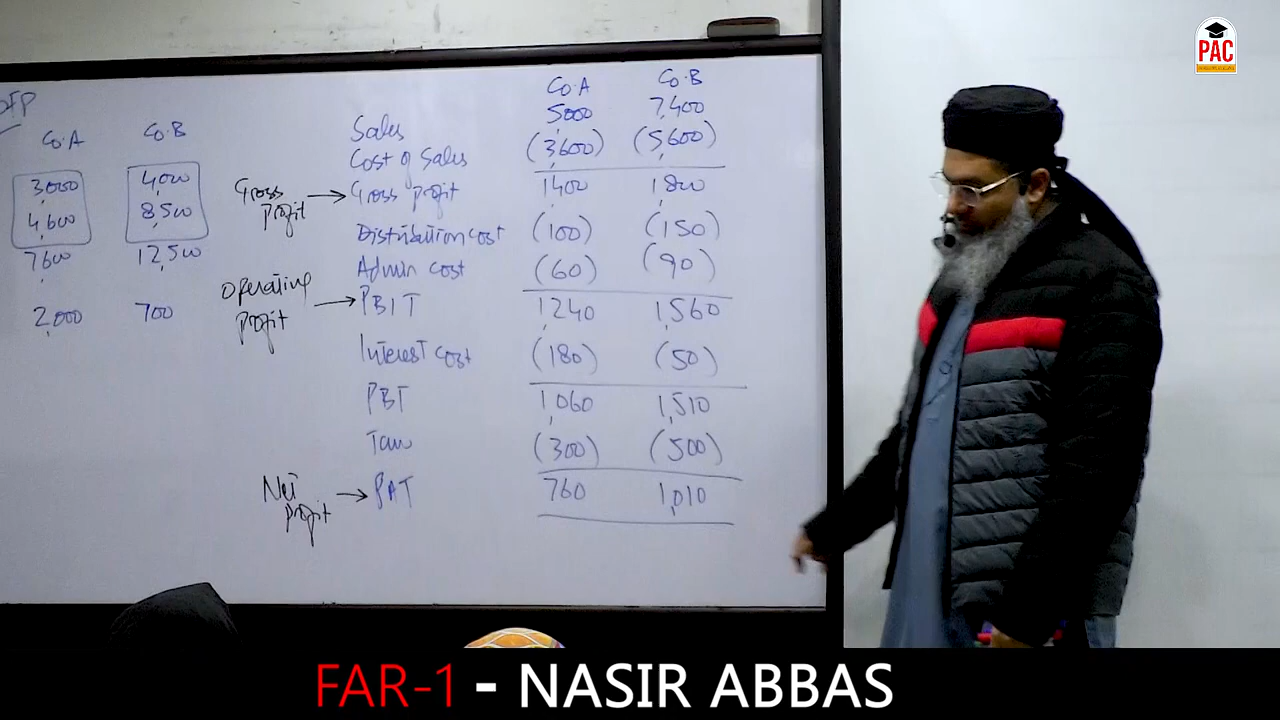 Co. A Co. B
3,000 4,000
4,600 8,500
7,600 12,500
2,000 700
Co. A Co. B
Sales 5,000 7,400
Cost of Sales (3,600) (5,600)
Gross Profit → Gross Profit 1,400 1,800
Distribution cost (100) (150)
Admin cost (60) (90)
Operating Profit → PBIT 1,240 1,560
Interest cost (180) (50)
PBT 1,060 1,510
Tax (300) (500)
Net Profit → PAT 760 1,010
PAC
FAR-1 - NASIR ABBAS